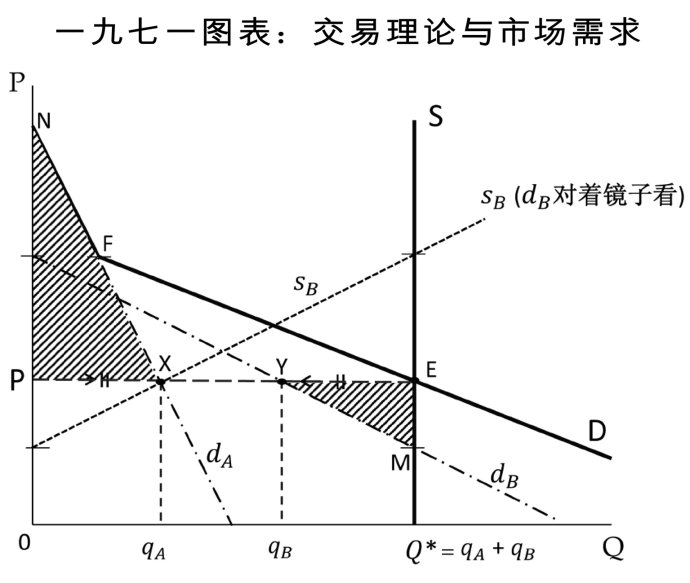 一九七一图表：交易理论与市场需求
P
N
S
s_B (d_B对着镜子看)
F
s_B
P
X
Y
E
D
d_A
M
d_B
0
q_A
q_B
Q* = q_A + q_B
Q